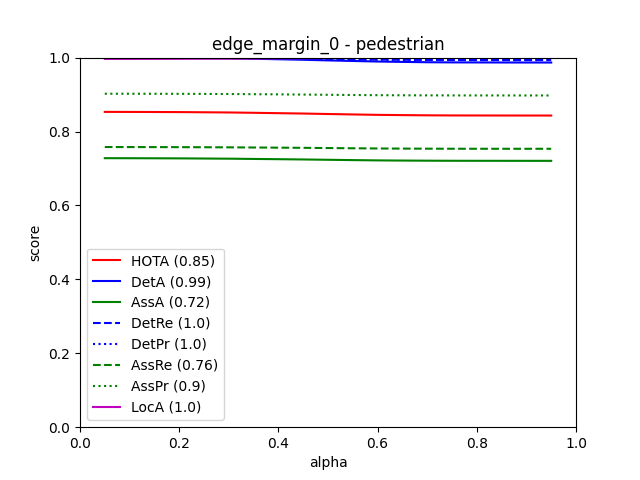 edge_margin_0 - pedestrian
1.0
0.8
0.6
0.4
0.2
0.0
score
HOTA (0.85)
DetA (0.99)
AssA (0.72)
DetRe (1.0)
DetPr (1.0)
AssRe (0.76)
AssPr (0.9)
LocA (1.0)
0.0 0.2 0.4 0.6 0.8 1.0
alpha